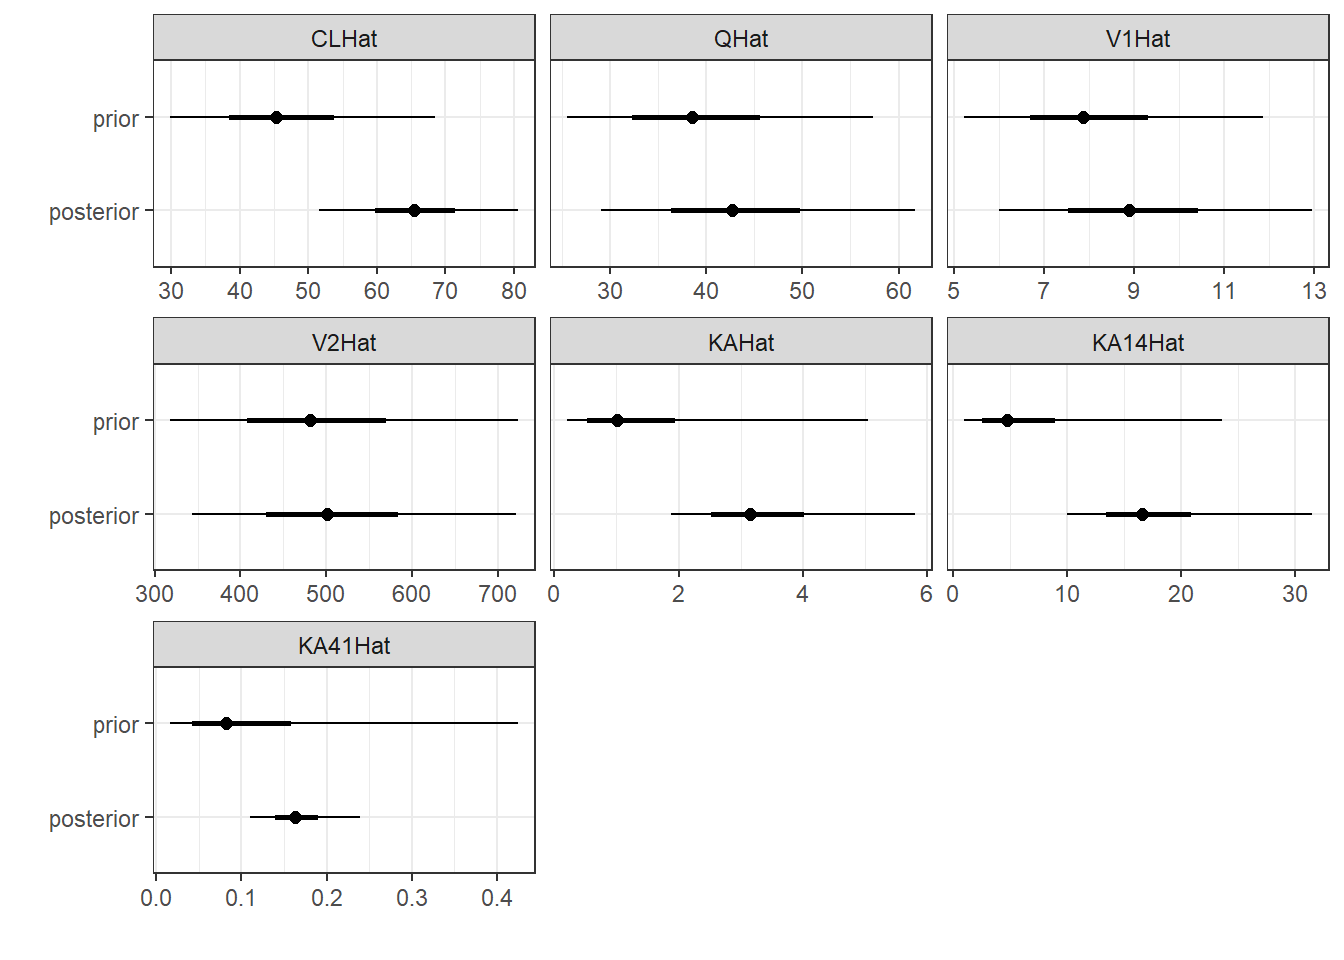 CLHat QHat V1Hat
prior
posterior
30 40 50 60 70 80 30 40 50 60 5 7 9 11 13
V2Hat KAHat KA14Hat
prior
posterior
300 400 500 600 700 0 2 4 6 0 10 20 30
KA41Hat
prior
posterior
0.0 0.1 0.2 0.3 0.4